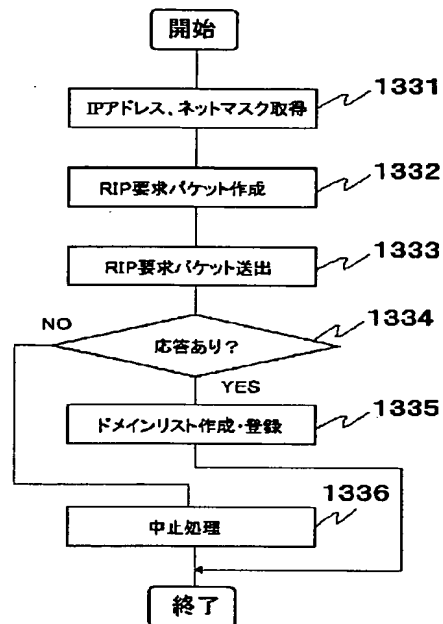 開始
IPアドレス、ネットマスク取得
1331
RIP要求パケット作成
1332
RIP要求パケット送出
1333
応答あり?
1334
NO
YES
ドメインリスト作成・登録
1335
中止処理
1336
終了